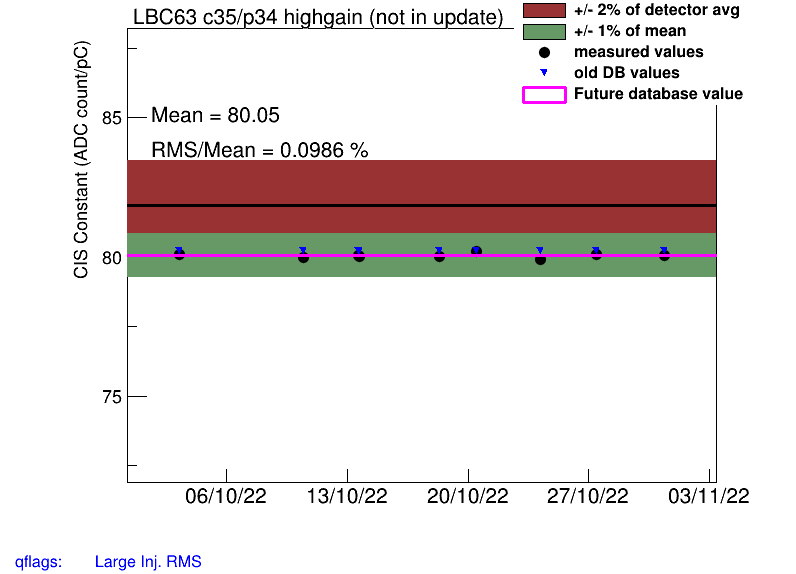 LBC63 c35/p34 highgain (not in update)
+/- 2% of detector avg
+/- 1% of mean
measured values
old DB values
Future database value
CIS Constant (ADC count/pC)
Mean = 80.05
RMS/Mean = 0.0986 %
85
80
75
06/10/22 13/10/22 20/10/22 27/10/22 03/11/22
qflags: Large Inj. RMS